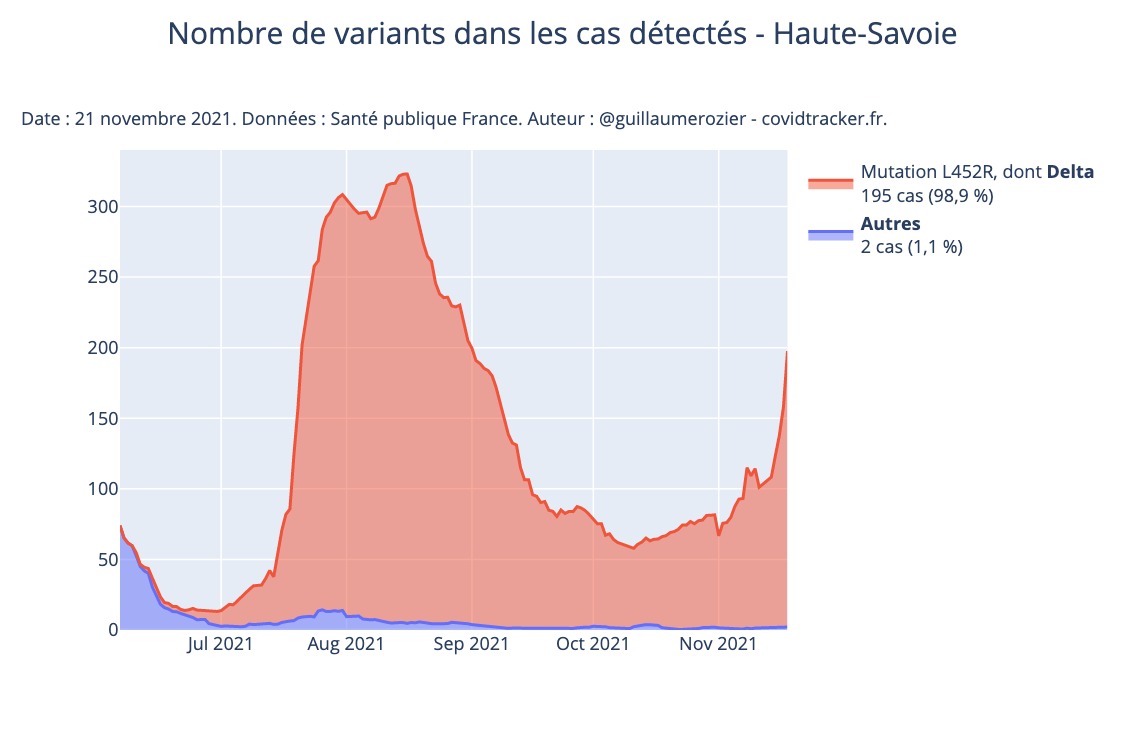 Nombre de variants dans les cas détectés - Haute-Savoie
Date : 21 novembre 2021. Données : Santé publique France. Auteur : @guillaumerozier - covidtracker.fr.
Mutation L452R, dont Delta
195 cas (98,9 %)
Autres
2 cas (1,1 %)
300
250
200
150
100
50
0
Jul 2021
Aug 2021
Sep 2021
Oct 2021
Nov 2021